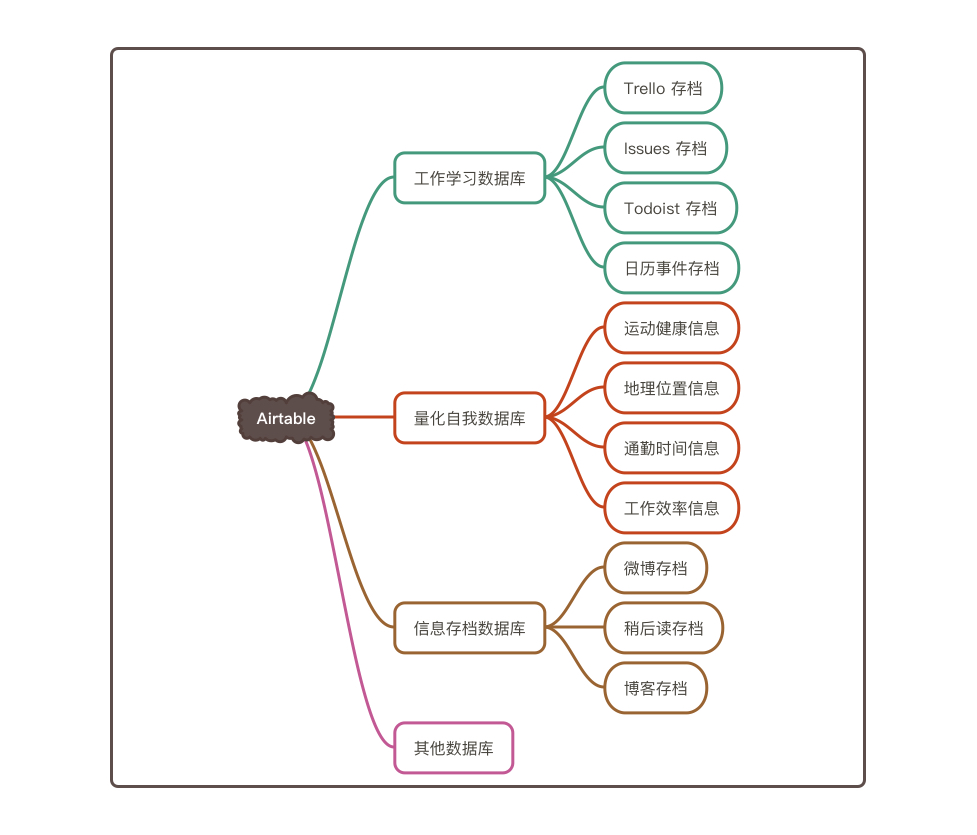 Airtable
工作学习数据库
Trello 存档
Issues 存档
Todoist 存档
日历事件存档
量化自我数据库
运动健康信息
地理位置信息
通勤时间信息
工作效率信息
信息存档数据库
微博存档
稍后读存档
博客存档
其他数据库